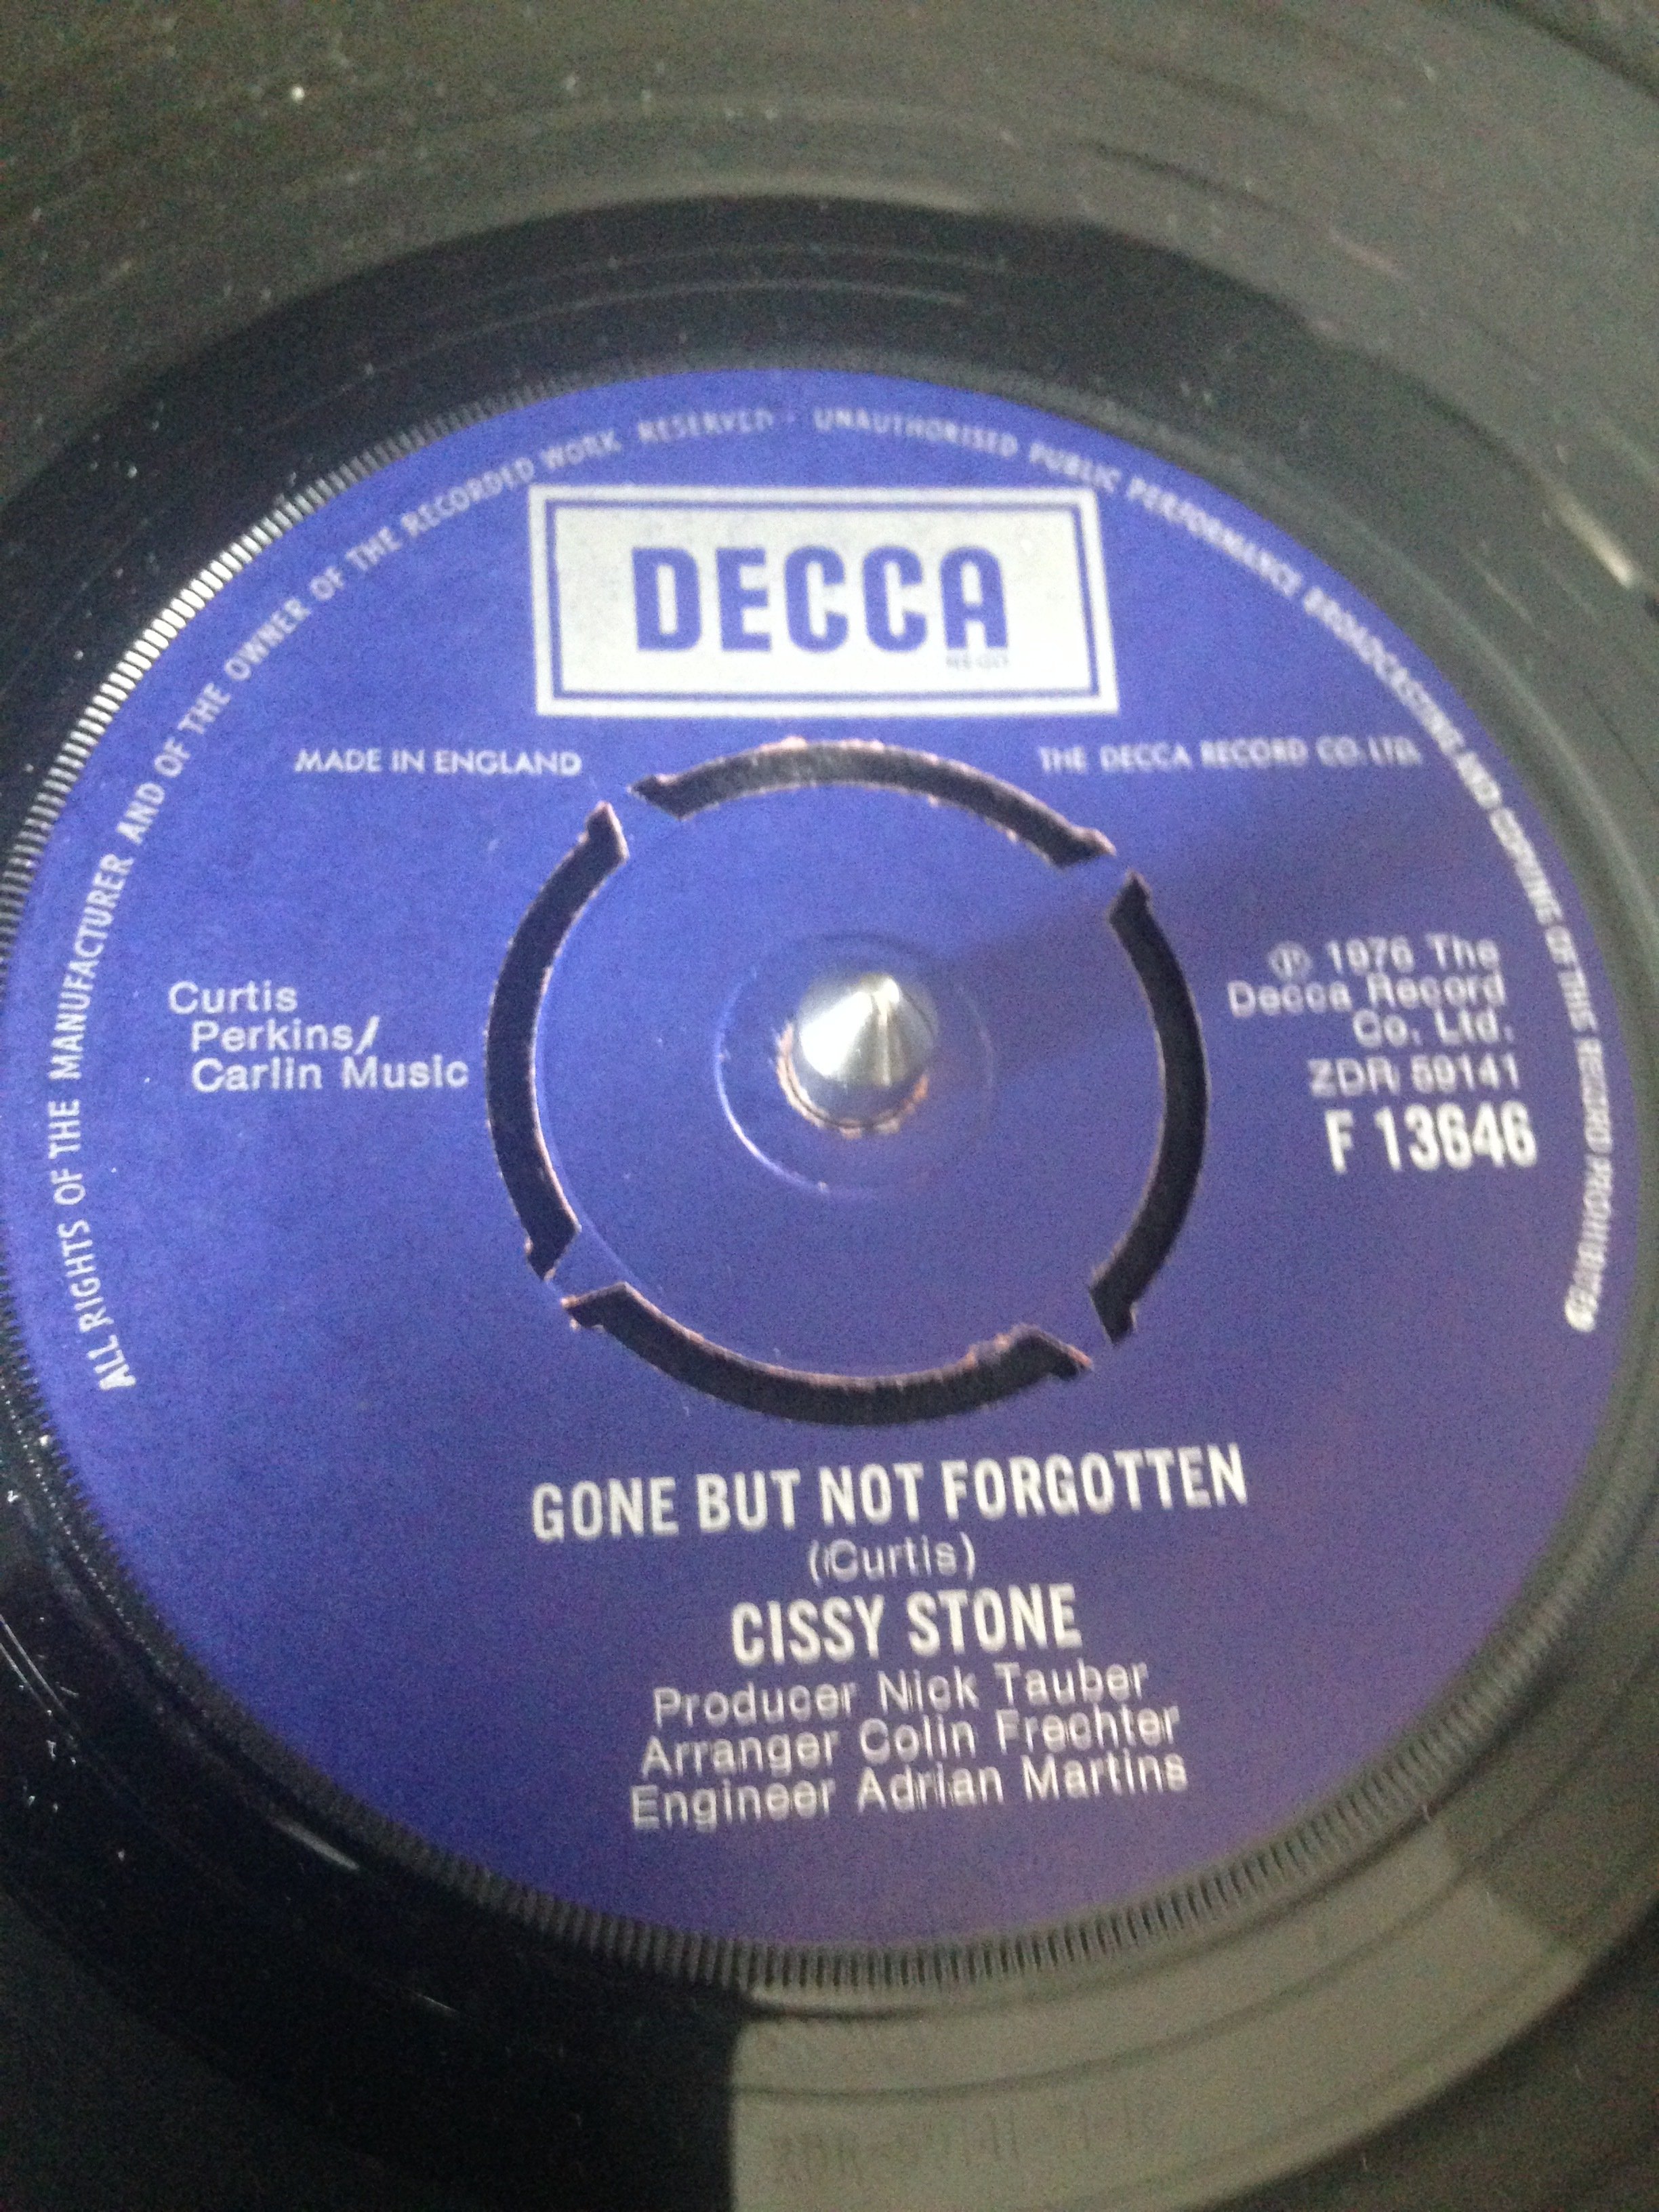 ALL RIGHTS OF THE MANUFACTURER AND OF THE OWNER OF THE RECORDED WORK RESERVED · UNAUTHORISED PUBLIC PERFORMANCE BROADCASTING AND COPYING OF THIS RECORD PROHIBITED
DECCA
REGD
MADE IN ENGLAND
THE DECCA RECORD CO. LTD.
Curtis
Perkins/
Carlin Music
℗ 1976 The
Decca Record
Co. Ltd.
ZDR 59141
F 13646
GONE BUT NOT FORGOTTEN
(Curtis)
CISSY STONE
Producer Nick Tauber
Arranger Colin Frechter
Engineer Adrian Martins